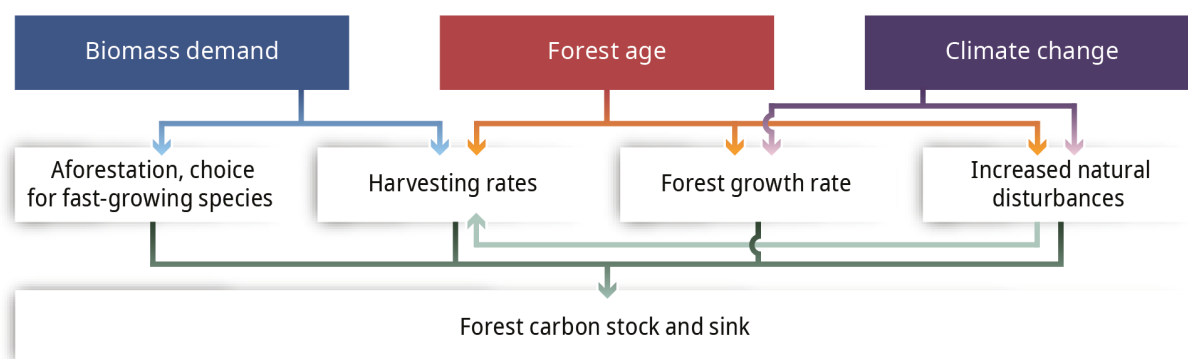 Biomass demand
Forest age
Climate change
Aforestation, choice
for fast-growing species
Harvesting rates
Forest growth rate
Increased natural
disturbances
Forest carbon stock and sink